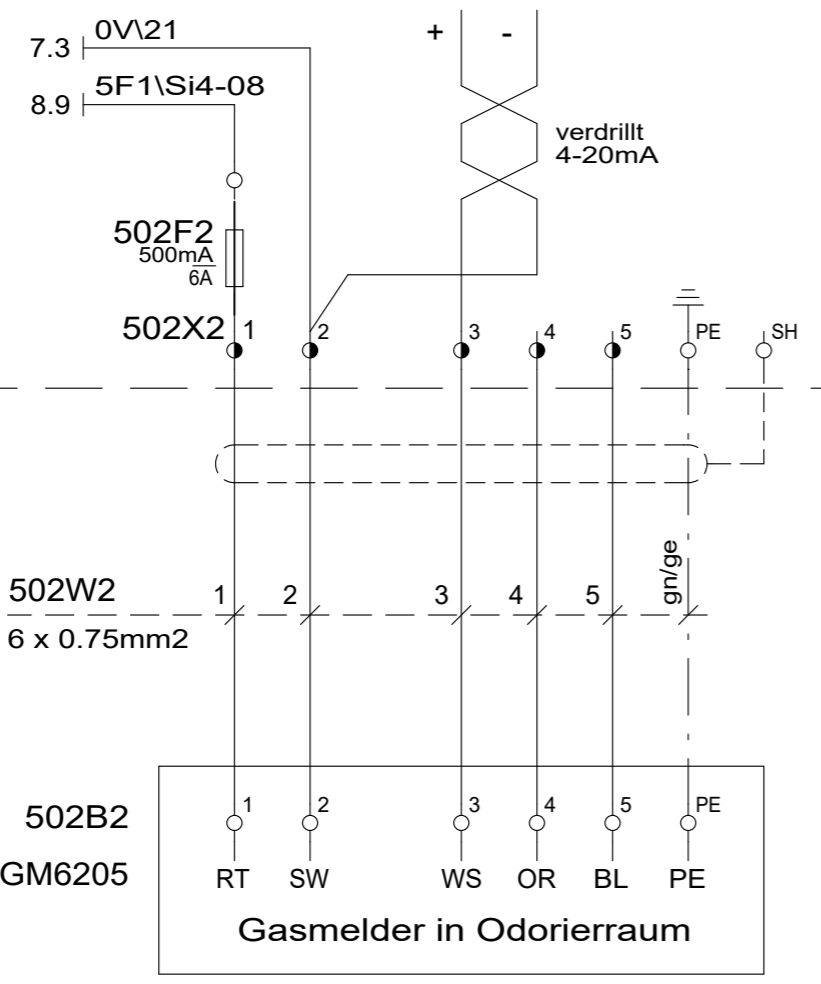 0V\21
+ -
7.3
5F1\Si4-08
8.9
verdrillt
4-20mA
502F2
500mA
6A
502X2 1 2 3 4 5 PE SH
gn/ge
502W2 1 2 3 4 5
6 x 0.75mm2
502B2 1 2 3 4 5 PE
GM6205 RT SW WS OR BL PE
Gasmelder in Odorierraum